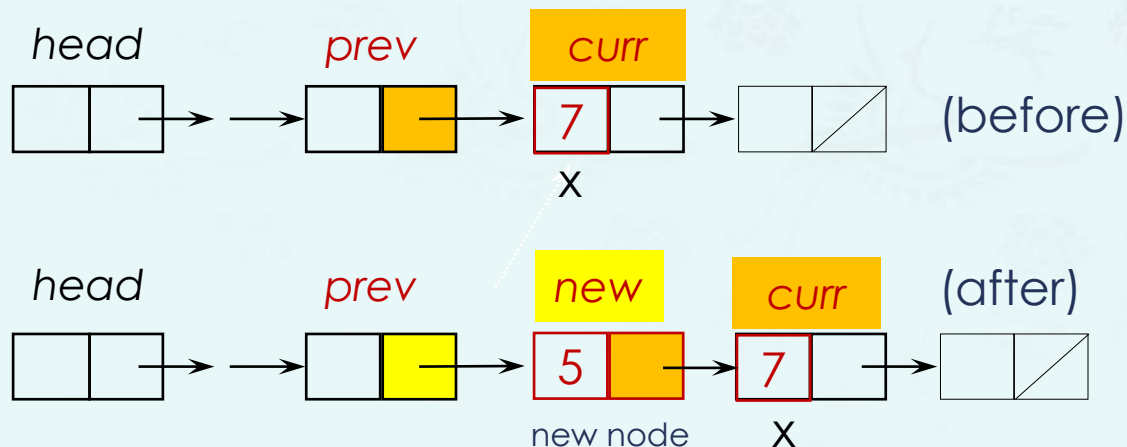 head prev curr
7 (before)
x
head prev new curr (after)
5 7
new node x